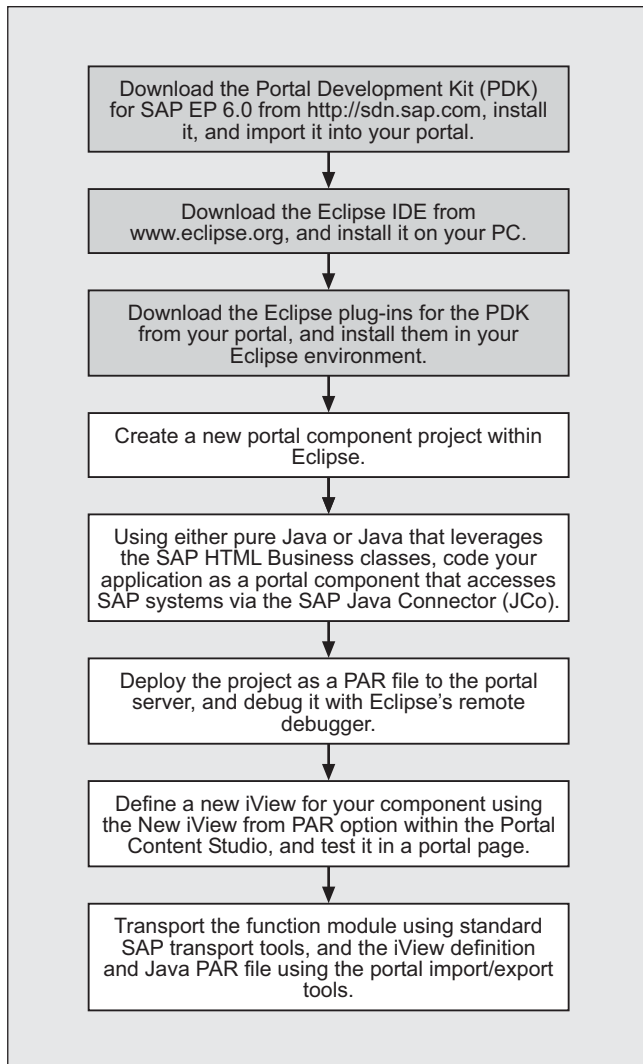 Download the Portal Development Kit (PDK)
for SAP EP 6.0 from http://sdn.sap.com, install
it, and import it into your portal.
Download the Eclipse IDE from
www.eclipse.org, and install it on your PC.
Download the Eclipse plug-ins for the PDK
from your portal, and install them in your
Eclipse environment.
Create a new portal component project within
Eclipse.
Using either pure Java or Java that leverages
the SAP HTML Business classes, code your
application as a portal component that accesses
SAP systems via the SAP Java Connector (JCo).
Deploy the project as a PAR file to the portal
server, and debug it with Eclipse's remote
debugger.
Define a new iView for your component using
the New iView from PAR option within the Portal
Content Studio, and test it in a portal page.
Transport the function module using standard
SAP transport tools, and the iView definition
and Java PAR file using the portal import/export
tools.